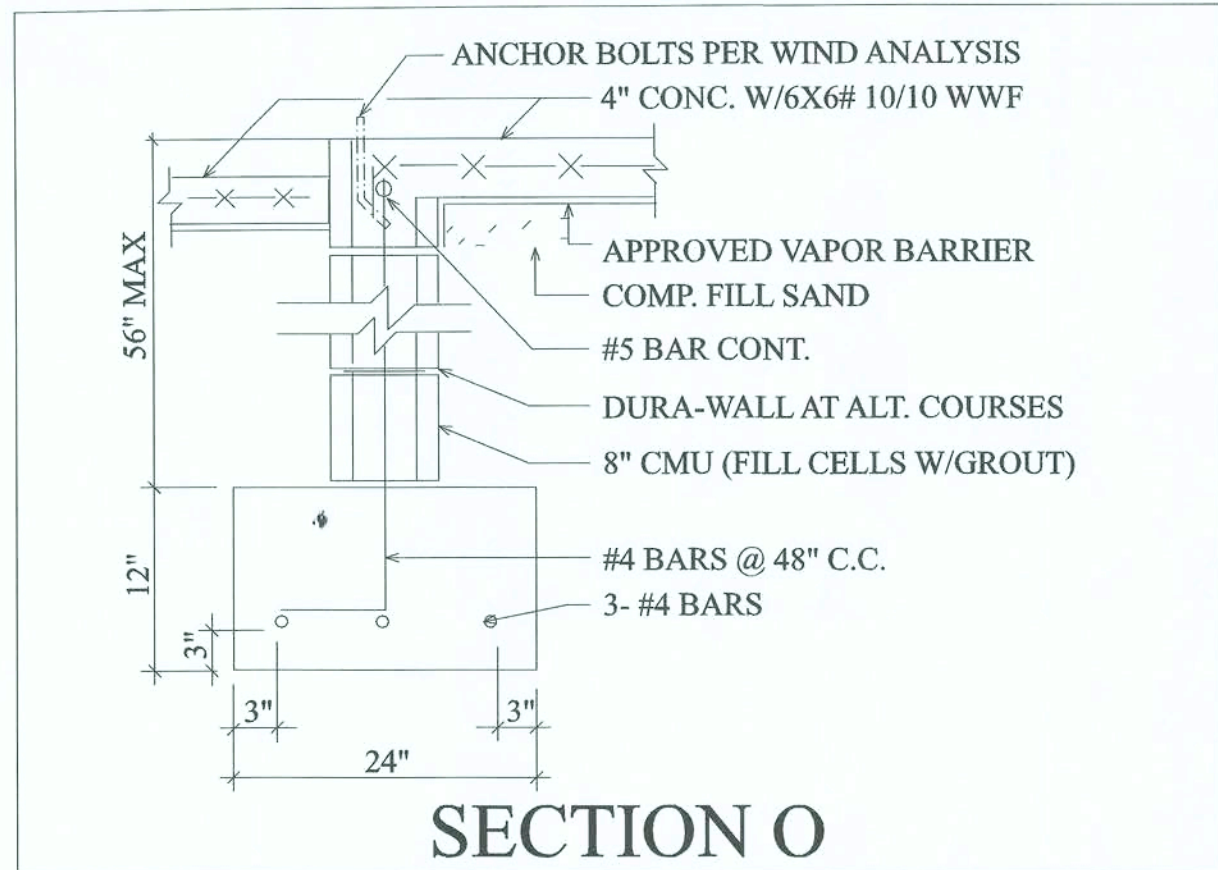 ANCHOR BOLTS PER WIND ANALYSIS
4" CONC. W/6X6# 10/10 WWF
56" MAX
APPROVED VAPOR BARRIER
COMP. FILL SAND
#5 BAR CONT.
DURA-WALL AT ALT. COURSES
8" CMU (FILL CELLS W/GROUT)
12"
#4 BARS @ 48" C.C.
3- #4 BARS
3"
3"
3"
24"
SECTION O